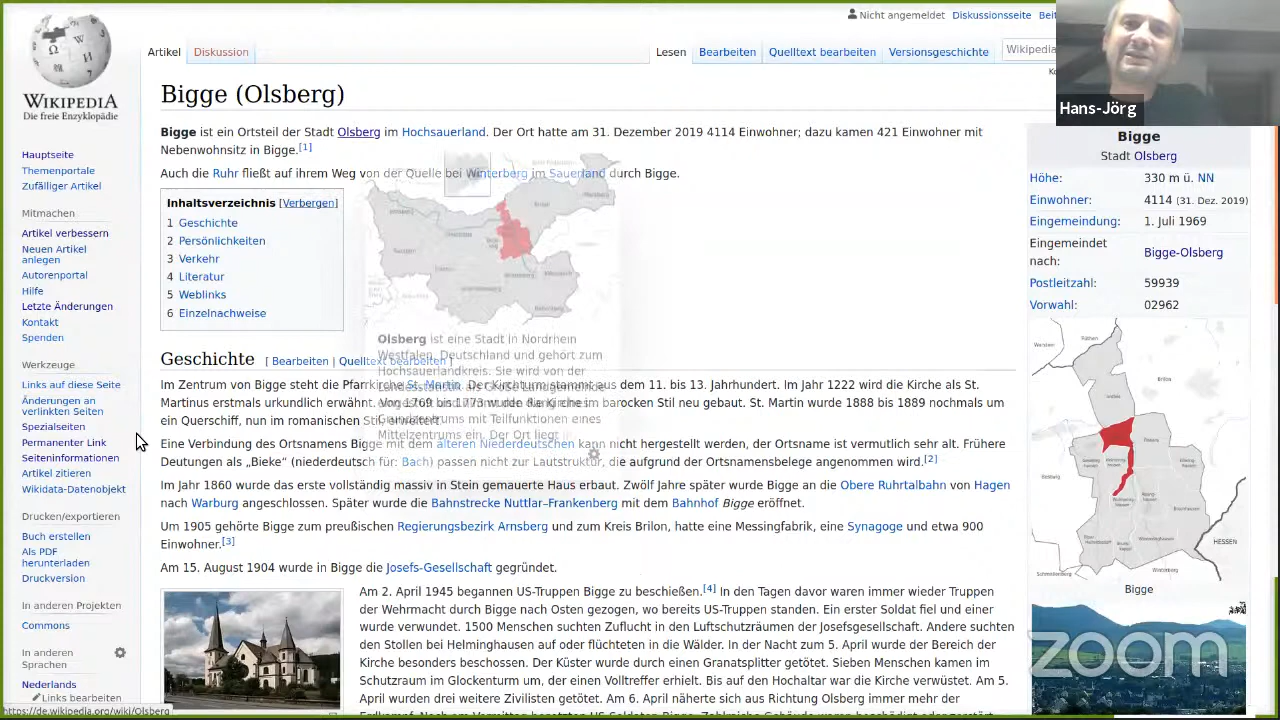 Nicht angemeldet Diskussionsseite
WIKIPEDIA
Die freie Enzyklopädie
Artikel Diskussion Lesen Bearbeiten Quelltext bearbeiten Versionsgeschichte
Hans-Jörg
Bigge (Olsberg)
Bigge ist ein Ortsteil der Stadt Olsberg im Hochsauerland. Der Ort hatte am 31. Dezember 2019 4114 Einwohner; dazu kamen 421 Einwohner mit
Nebenwohnsitz in Bigge.[1]
Auch die Ruhr fließt auf ihrem Weg von der Quelle bei Winterberg im Sauerland durch Bigge.
Inhaltsverzeichnis [Verbergen]
1 Geschichte
2 Persönlichkeiten
3 Verkehr
4 Literatur
5 Weblinks
6 Einzelnachweise
Olsberg ist eine Stadt in Nordrhein
Westfalen, Deutschland und gehört zum
Hochsauerlandkreis. Sie wird von der
Mittelzentrums ein. Der Ort liegt
Geschichte [ Bearbeiten | Quelltext bearbeiten ]
Im Zentrum von Bigge steht die Pfarrkirche St. Martin dem 11. bis 13. Jahrhundert. Im Jahr 1222 wird die Kirche als St.
Martinus erstmals urkundlich erwähnt. Von 1769 bis 1773 wurde die Kirche im barocken Stil neu gebaut. St. Martin wurde 1888 bis 1889 nochmals um
ein Querschiff, nun im romanischen Stil, erweitert.
Eine Verbindung des Ortsnamens Bigge mit dem älteren Niederdeutschen kann nicht hergestellt werden, der Ortsname ist vermutlich sehr alt. Frühere
Deutungen als „Bieke“ (niederdeutsch für: Bach) passen nicht zur Lautstruktur, die aufgrund der Ortsnamensbelege angenommen wird.[2]
Im Jahr 1860 wurde das erste vollständig massiv in Stein gemauerte Haus erbaut. Zwölf Jahre später wurde Bigge an die Obere Ruhrtalbahn von Hagen
nach Warburg angeschlossen. Später wurde die Bahnstrecke Nuttlar–Frankenberg mit dem Bahnhof Bigge eröffnet.
Um 1905 gehörte Bigge zum preußischen Regierungsbezirk Arnsberg und zum Kreis Brilon, hatte eine Messingfabrik, eine Synagoge und etwa 900
Einwohner.[3]
Am 15. August 1904 wurde in Bigge die Josefs-Gesellschaft gegründet.
Am 2. April 1945 begannen US-Truppen Bigge zu beschießen.[4] In den Tagen davor waren immer wieder Truppen
der Wehrmacht durch Bigge nach Osten gezogen, wo bereits US-Truppen standen. Ein erster Soldat fiel und einer
wurde verwundet. 1500 Menschen suchten Zuflucht in den Luftschutzräumen der Josefsgesellschaft. Andere suchten
den Stollen bei Helminghausen auf oder flüchteten in die Wälder. In der Nacht zum 5. April wurde der Bereich der
Kirche besonders beschossen. Der Küster wurde durch einen Granatsplitter getötet. Sieben Menschen kamen im
Schutzraum im Glockenturm um, der einen Volltreffer erhielt. Bis auf den Hochaltar war die Kirche verwüstet. Am 5.
April wurden drei weitere Zivilisten getötet. Am 6. April näherte sich aus Richtung Olsberg immer mehr der
Hauptseite
Themenportale
Zufälliger Artikel
Mitmachen
Artikel verbessern
Neuen Artikel
anlegen
Autorenportal
Hilfe
Letzte Änderungen
Kontakt
Spenden
Werkzeuge
Links auf diese Seite
Änderungen an
verlinkten Seiten
Spezialseiten
Permanenter Link
Seiteninformationen
Artikel zitieren
Wikidata-Datenobjekt
Drucken/exportieren
Buch erstellen
Als PDF
herunterladen
Druckversion
In anderen Projekten
Commons
In anderen
Sprachen
Nederlands
Links bearbeiten
https://de.wikipedia.org/wiki/Olsberg
Bigge
Stadt Olsberg
Höhe: 330 m ü. NN
Einwohner: 4114 (31. Dez. 2019)
Eingemeindung: 1. Juli 1969
Eingemeindet
nach: Bigge-Olsberg
Postleitzahl: 59939
Vorwahl: 02962
HESSEN
Bigge
zoom